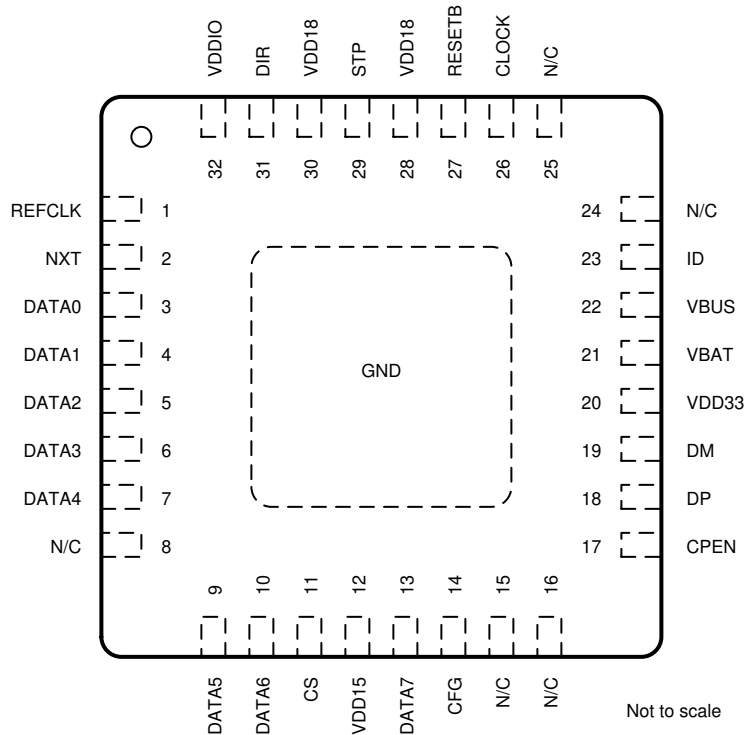 VDDIO
DIR
VDD18
STP
VDD18
RESETB
CLOCK
N/C
32
31
30
29
28
27
26
25
REFCLK 1
24 N/C
NXT 2
23 ID
DATA0 3
22 VBUS
DATA1 4
21 VBAT
GND
DATA2 5
20 VDD33
DATA3 6
19 DM
DATA4 7
18 DP
N/C 8
17 CPEN
9
10
11
12
13
14
15
16
DATA5
DATA6
CS
VDD15
DATA7
CFG
N/C
N/C
Not to scale